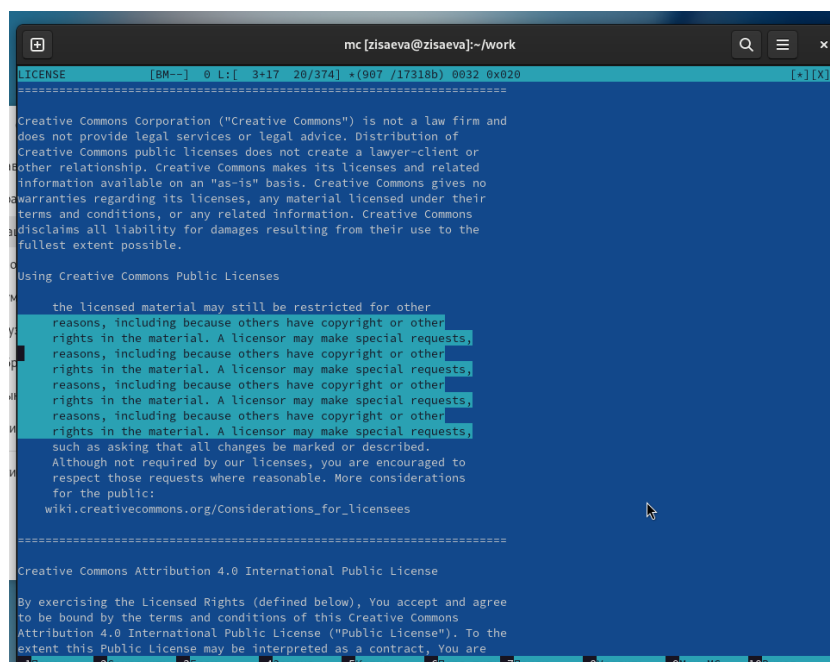 mc [zisaeva@zisaeva]:~/work
LICENSE [BM--] 0 L:[ 3+17 20/374] *(907 /17318b) 0032 0x020 [*][X]
======================================================================
Creative Commons Corporation ("Creative Commons") is not a law firm and
does not provide legal services or legal advice. Distribution of
Creative Commons public licenses does not create a lawyer-client or
other relationship. Creative Commons makes its licenses and related
information available on an "as-is" basis. Creative Commons gives no
warranties regarding its licenses, any material licensed under their
terms and conditions, or any related information. Creative Commons
disclaims all liability for damages resulting from their use to the
fullest extent possible.
Using Creative Commons Public Licenses
the licensed material may still be restricted for other
reasons, including because others have copyright or other
rights in the material. A licensor may make special requests,
reasons, including because others have copyright or other
rights in the material. A licensor may make special requests,
reasons, including because others have copyright or other
rights in the material. A licensor may make special requests,
reasons, including because others have copyright or other
rights in the material. A licensor may make special requests,
such as asking that all changes be marked or described.
Although not required by our licenses, you are encouraged to
respect those requests where reasonable. More considerations
for the public:
wiki.creativecommons.org/Considerations_for_licensees
======================================================================
Creative Commons Attribution 4.0 International Public License
By exercising the Licensed Rights (defined below), You accept and agree
to be bound by the terms and conditions of this Creative Commons
Attribution 4.0 International Public License ("Public License"). To the
extent this Public License may be interpreted as a contract, You are